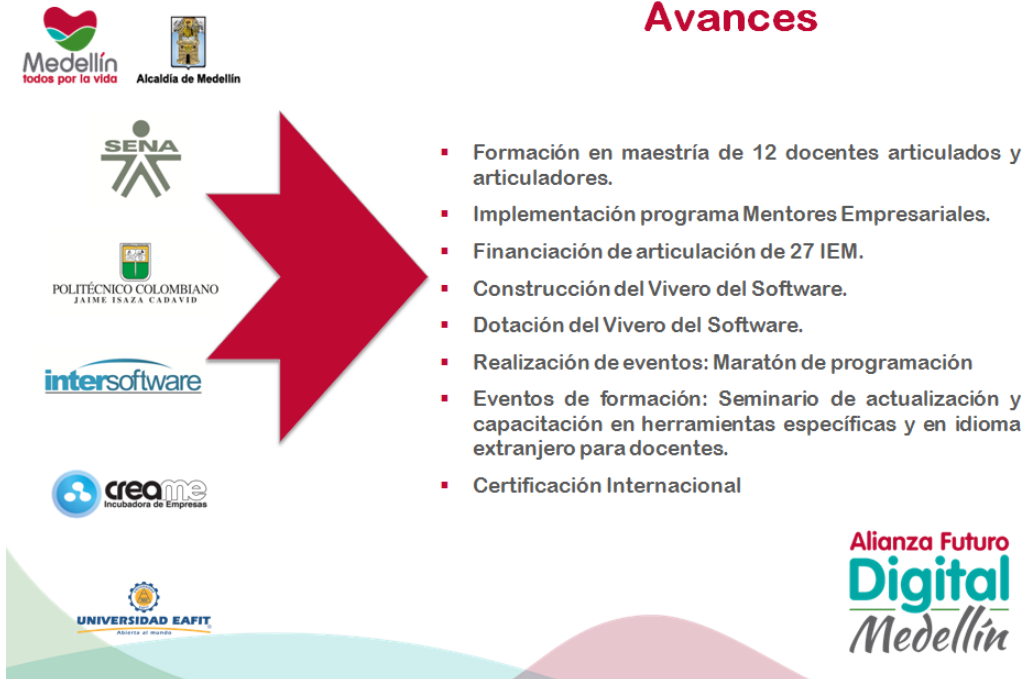 Avances
Medellín
todos por la vida
Alcaldía de Medellín
SENA
POLITÉCNICO COLOMBIANO
JAIME ISAZA CADAVID
intersoftware
creame
Incubadora de Empresas
UNIVERSIDAD EAFIT
Abierta al mundo
▪ Formación en maestría de 12 docentes articulados y
articuladores.
▪ Implementación programa Mentores Empresariales.
▪ Financiación de articulación de 27 IEM.
▪ Construcción del Vivero del Software.
▪ Dotación del Vivero del Software.
▪ Realización de eventos: Maratón de programación
▪ Eventos de formación: Seminario de actualización y
capacitación en herramientas específicas y en idioma
extranjero para docentes.
▪ Certificación Internacional
Alianza Futuro
Digital
Medellín